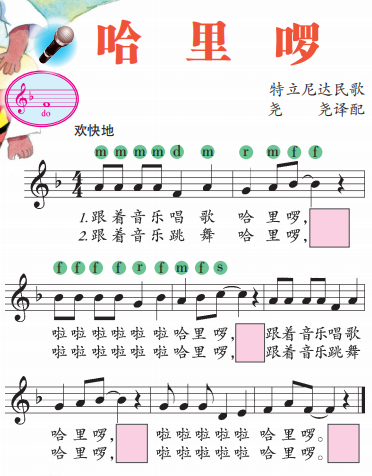 哈里啰
特立尼达民歌
尧 尧译配
do
欢快地
m m m m d m r m f f
4
4
1.跟着音乐唱歌 哈里啰,
2.跟着音乐跳舞 哈里啰,
f f f f r f m f s
啦啦啦啦啦啦哈里啰, 跟着音乐唱歌
啦啦啦啦啦啦哈里啰, 跟着音乐跳舞
哈里啰, 啦啦啦啦啦哈里啰。
哈里啰, 啦啦啦啦啦哈里啰。